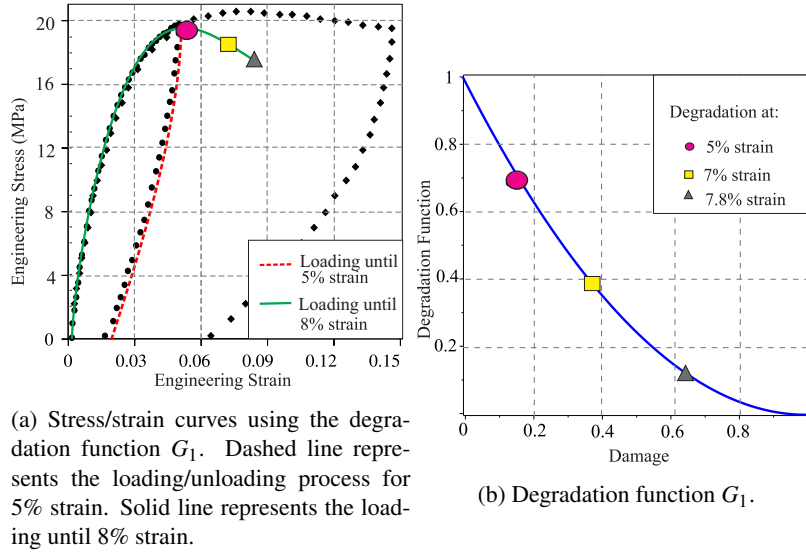 20
16
12
8
4
0
0
0.03
0.06
0.09
0.12
0.15
Engineering Stress (MPa)
Engineering Strain
Loading until
5% strain
Loading until
8% strain
(a) Stress/strain curves using the degra-
dation function G₁. Dashed line repre-
sents the loading/unloading process for
5% strain. Solid line represents the load-
ing until 8% strain.
1
0.8
0.6
0.4
0.2
0
0
0.2
0.4
0.6
0.8
Degradation Function
Damage
Degradation at:
5% strain
7% strain
7.8% strain
(b) Degradation function G₁.